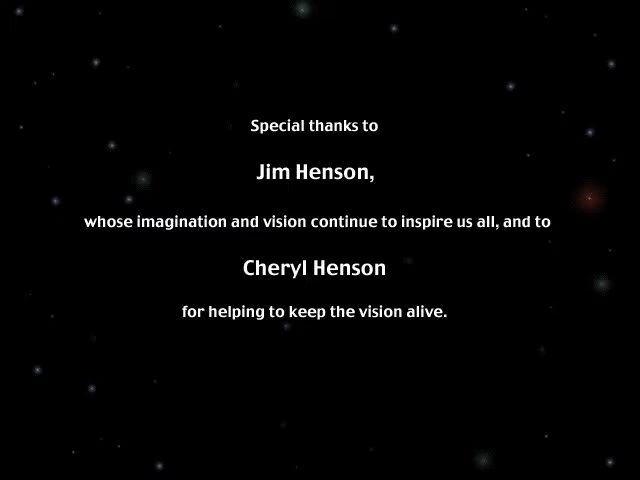 Special thanks to
Jim Henson,
whose imagination and vision continue to inspire us all, and to
Cheryl Henson
for helping to keep the vision alive.